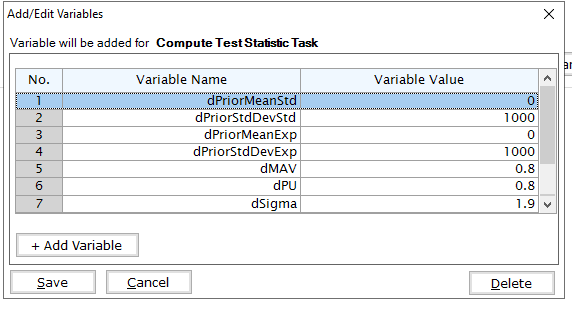 Add/Edit Variables
Variable will be added for Compute Test Statistic Task
No. Variable Name Variable Value
1 dPriorMeanStd 0
2 dPriorStdDevStd 1000
3 dPriorMeanExp 0
4 dPriorStdDevExp 1000
5 dMAV 0.8
6 dPU 0.8
7 dSigma 1.9
+ Add Variable
Save Cancel Delete